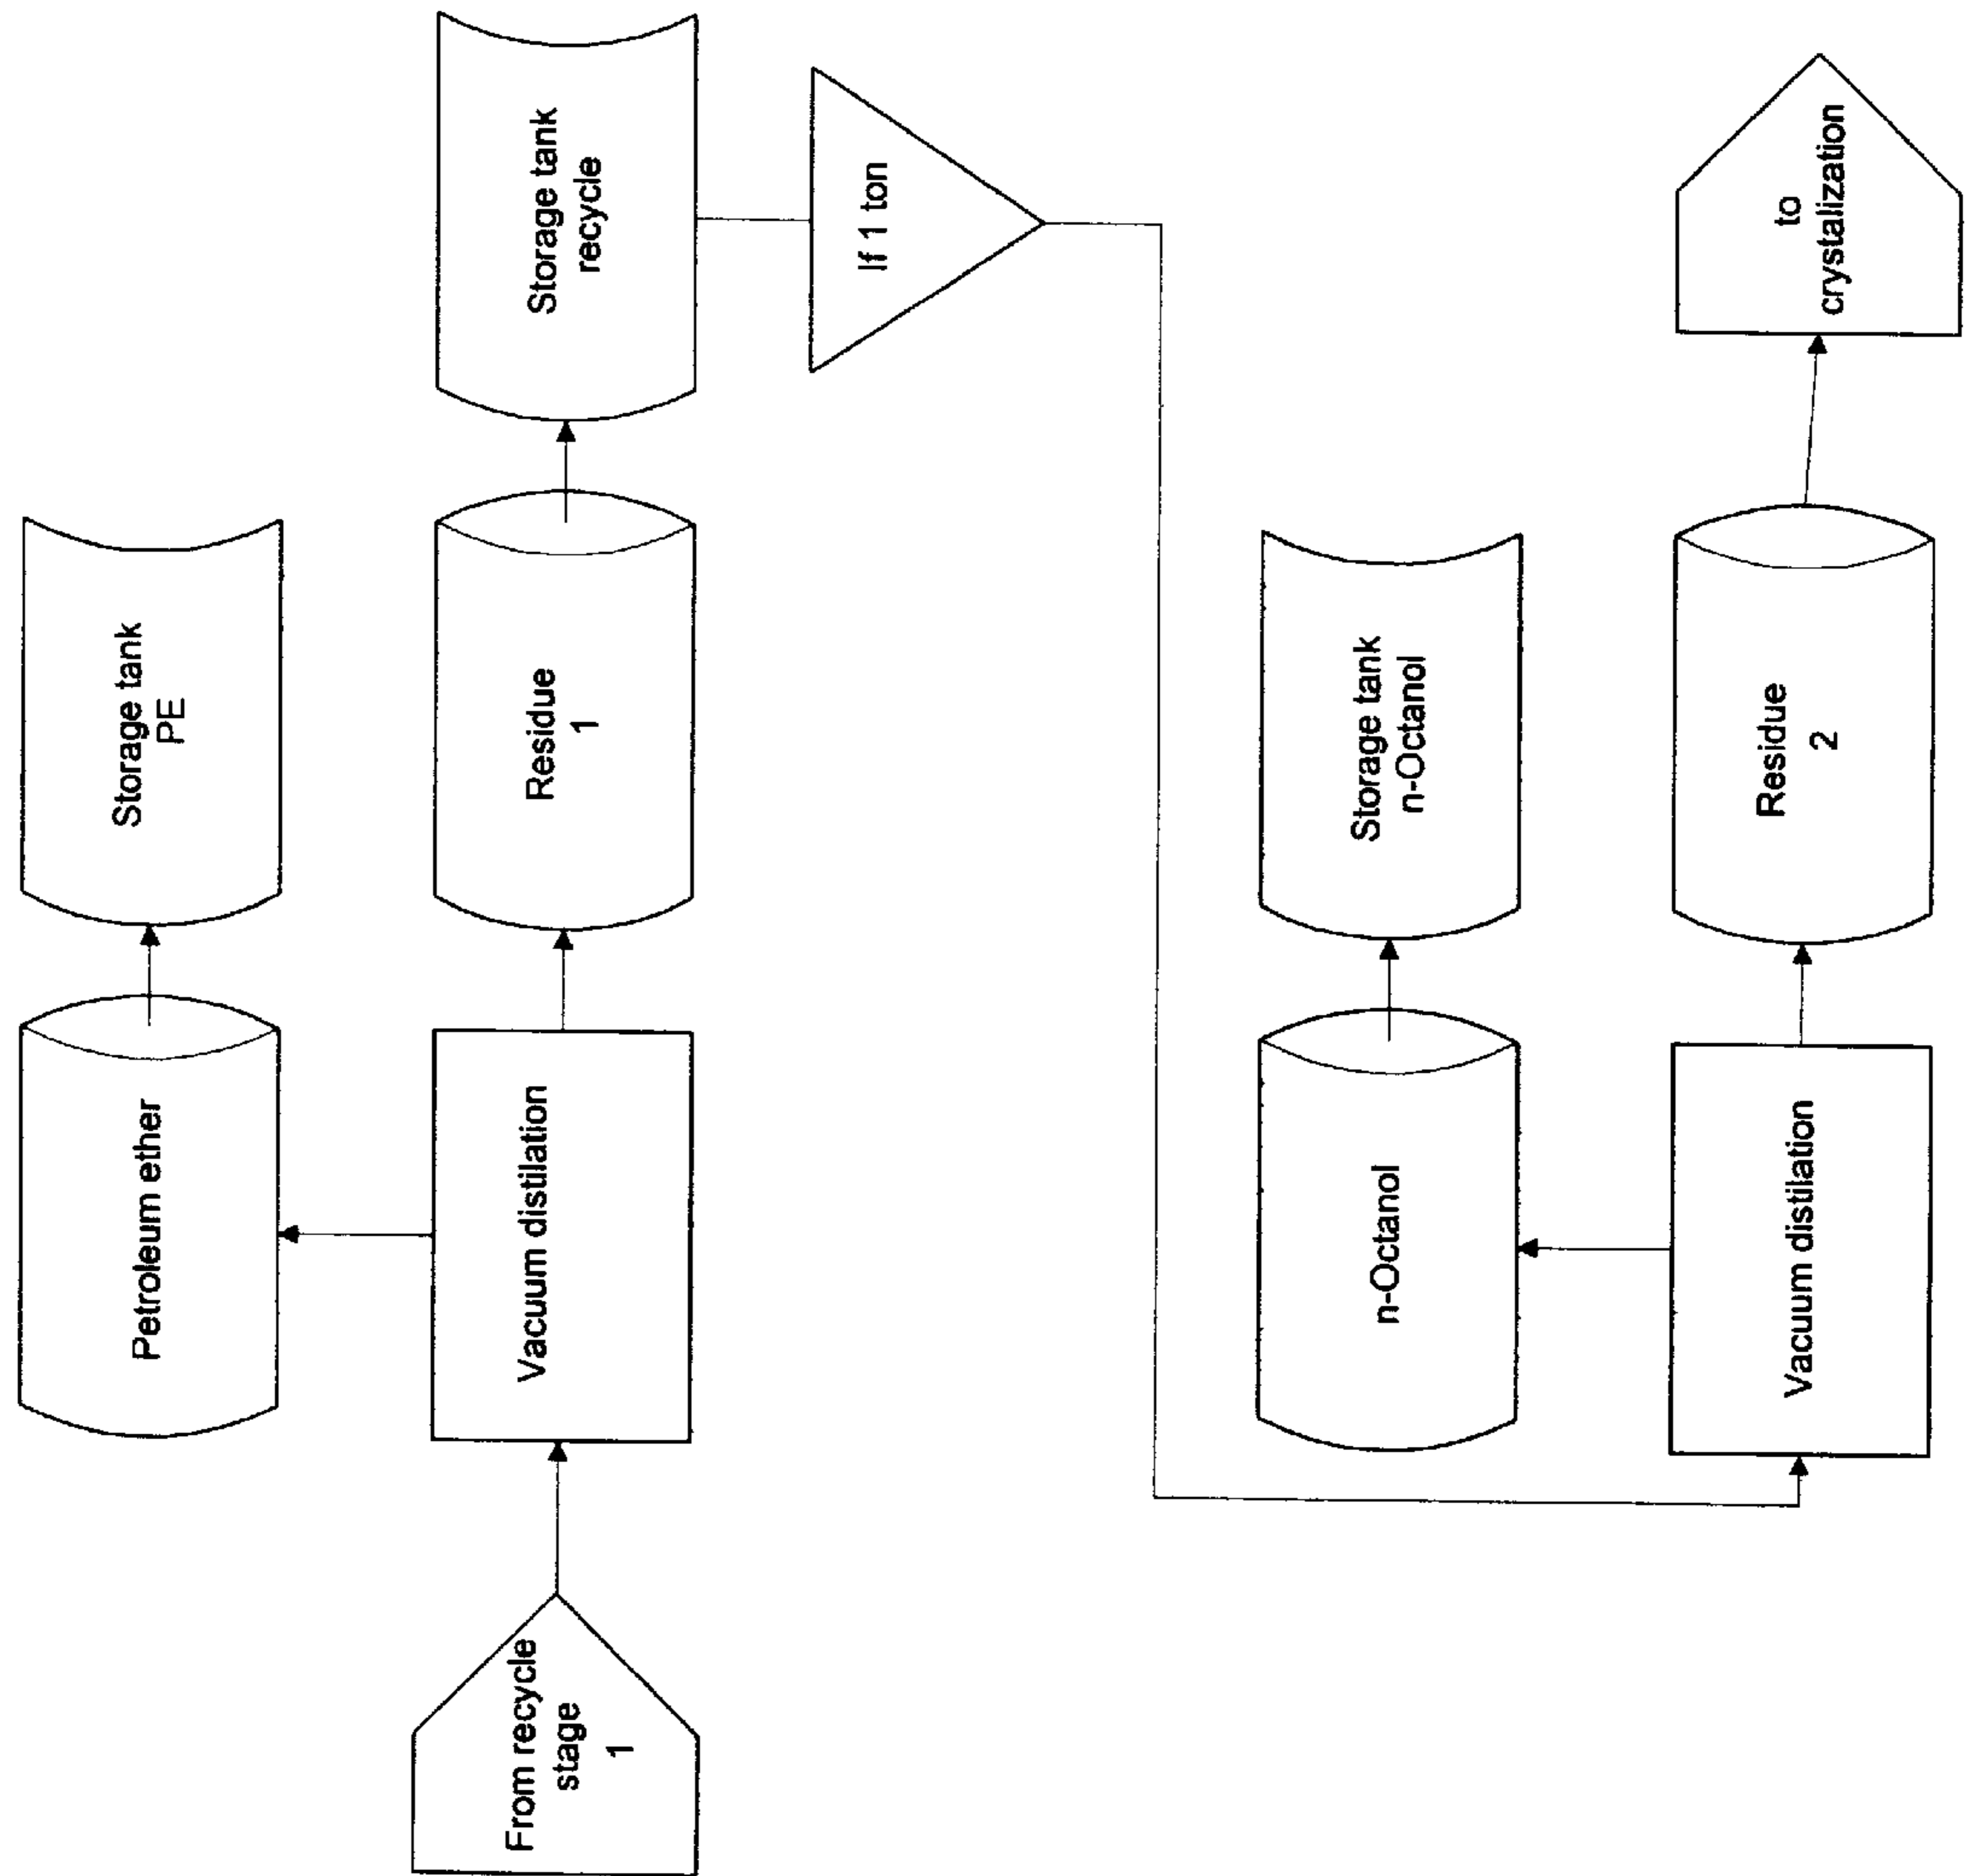 Petroleum ether
Storage tank
PE
From recycle
stage
1
Vacuum distilation
Residue
1
Storage tank
recycle
If 1 ton
n-Octanol
Storage tank
n-Octanol
Vacuum distilation
Residue
2
to
crystalization